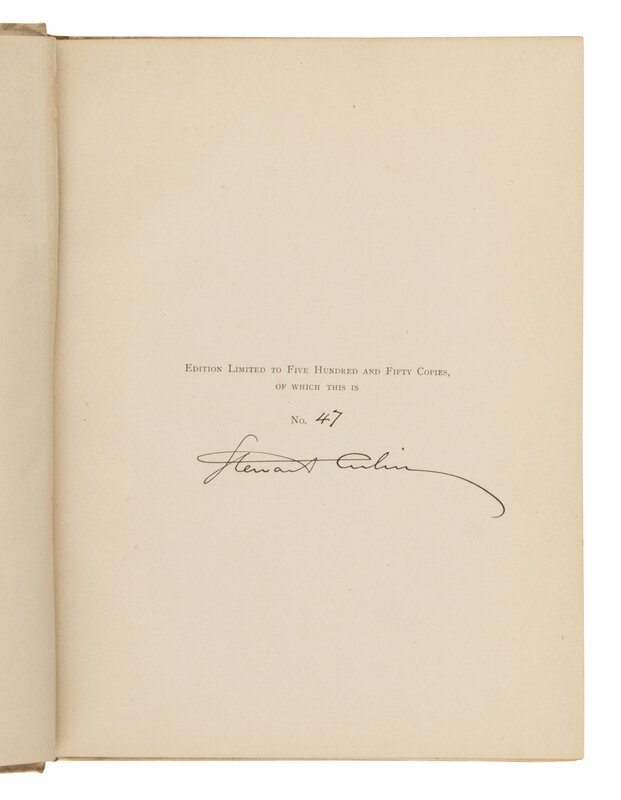 Edition Limited to Five Hundred and Fifty Copies,
of which this is
No. 47
Stewart Culin